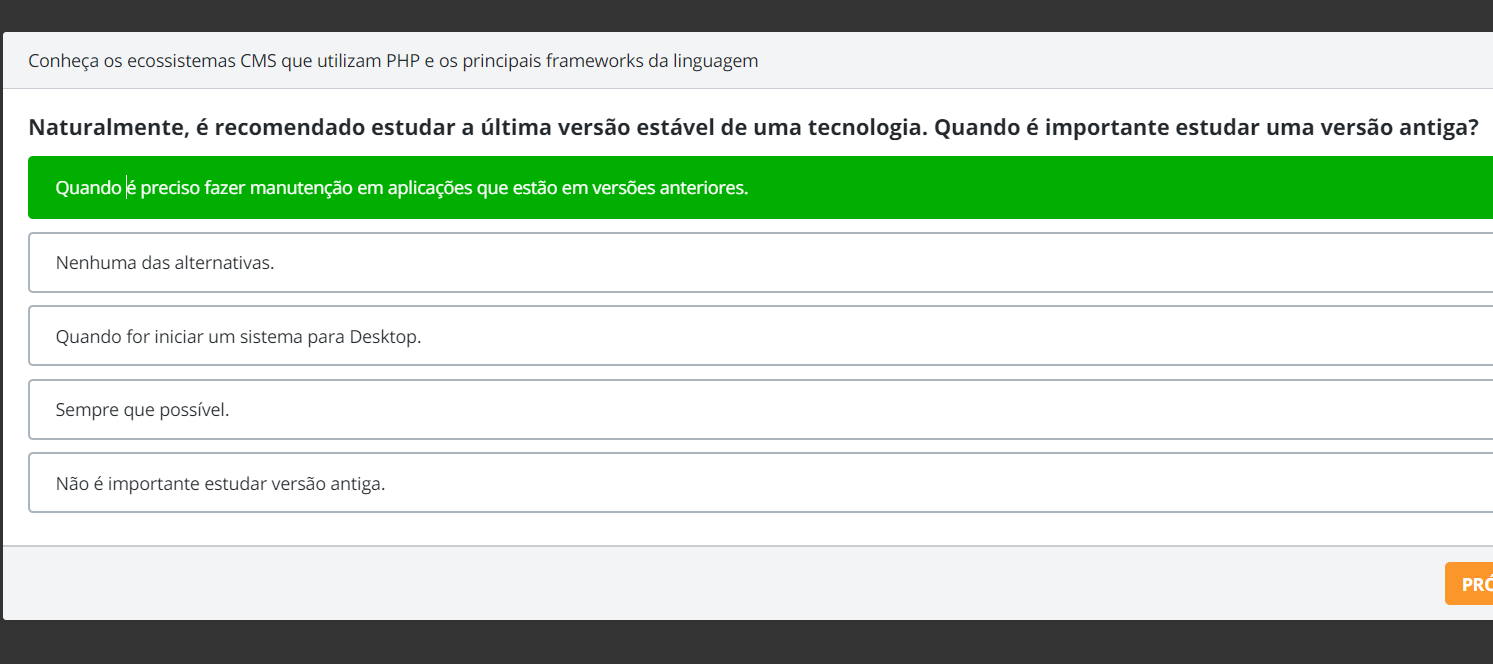 Conheça os ecossistemas CMS que utilizam PHP e os principais frameworks da linguagem
Naturalmente, é recomendado estudar a última versão estável de uma tecnologia. Quando é importante estudar uma versão antiga?
Quando é preciso fazer manutenção em aplicações que estão em versões anteriores.
Nenhuma das alternativas.
Quando for iniciar um sistema para Desktop.
Sempre que possível.
Não é importante estudar versão antiga.